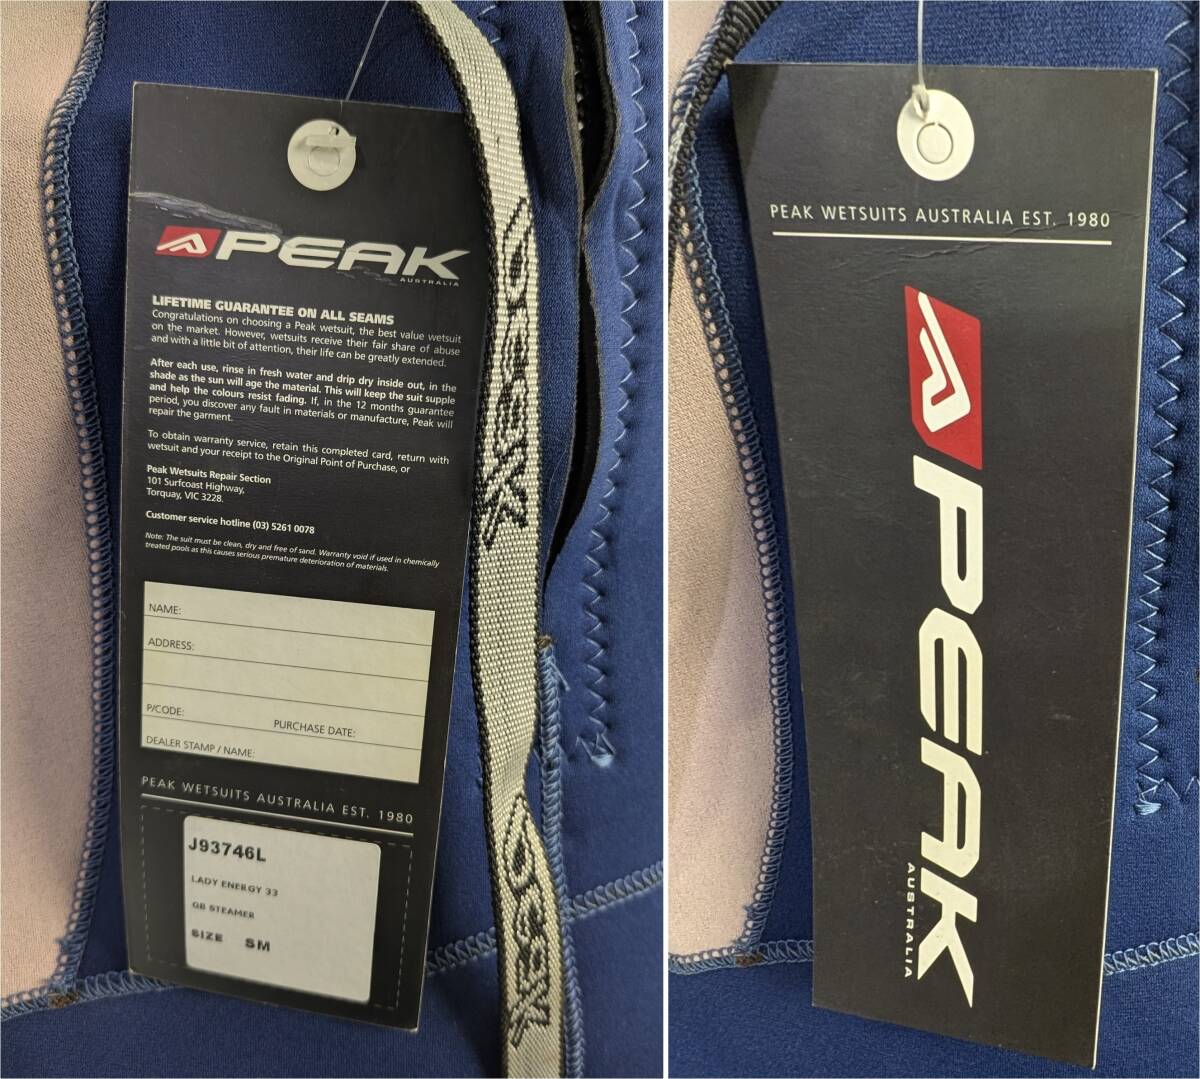 PEAK
AUSTRALIA
LIFETIME GUARANTEE ON ALL SEAMS
Congratulations on choosing a Peak wetsuit, the best value wetsuit
on the market. However, wetsuits receive their fair share of abuse
and with a little bit of attention, their life can be greatly extended.
After each use, rinse in fresh water and drip dry inside out, in the
shade as the sun will age the material. This will keep the suit supple
and help the colours resist fading. If, in the 12 months guarantee
period, you discover any fault in materials or manufacture, Peak will
repair the garment.
To obtain warranty service, retain this completed card, return with
wetsuit and your receipt to the Original Point of Purchase, or
Peak Wetsuits Repair Section
101 Surfcoast Highway,
Torquay, VIC 3228.
Customer service hotline (03) 5261 0078
Note: The suit must be clean, dry and free of sand. Warranty void if used in chemically
treated pools as this causes serious premature deterioration of materials.
NAME:
ADDRESS:
P/CODE:
PURCHASE DATE:
DEALER STAMP / NAME:
PEAK WETSUITS AUSTRALIA EST. 1980
J93746L
LADY ENERGY 33
GB STEAMER
SIZE SM
PEAK WETSUITS AUSTRALIA EST. 1980
PEAK
AUSTRALIA